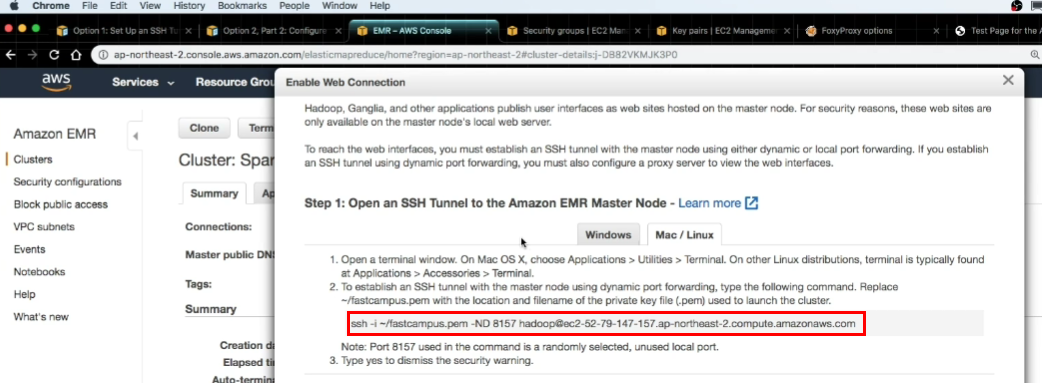 Chrome File Edit View History Bookmarks People Window Help
Option 1: Set Up an SSH Tu
Option 2, Part 2: Configure
EMR – AWS Console
Security groups | EC2 Man
Key pairs | EC2 Manageme
FoxyProxy options
Test Page for the A
ap-northeast-2.console.aws.amazon.com/elasticmapreduce/home?region=ap-northeast-2#cluster-details:j-DB82VKMJK3P0
aws
Services
Resource Grou
Amazon EMR
Clusters
Security configurations
Block public access
VPC subnets
Events
Notebooks
Help
What's new
Clone
Term
Cluster: Spar
Summary
Ap
Connections:
Master public DNS
Tags:
Summary
Creation da
Elapsed ti
Auto-termina
Enable Web Connection
Hadoop, Ganglia, and other applications publish user interfaces as web sites hosted on the master node. For security reasons, these web sites are
only available on the master node's local web server.
To reach the web interfaces, you must establish an SSH tunnel with the master node using either dynamic or local port forwarding. If you establish
an SSH tunnel using dynamic port forwarding, you must also configure a proxy server to view the web interfaces.
Step 1: Open an SSH Tunnel to the Amazon EMR Master Node - Learn more
Windows
Mac / Linux
1. Open a terminal window. On Mac OS X, choose Applications > Utilities > Terminal. On other Linux distributions, terminal is typically found
at Applications > Accessories > Terminal.
2. To establish an SSH tunnel with the master node using dynamic port forwarding, type the following command. Replace
~/fastcampus.pem with the location and filename of the private key file (.pem) used to launch the cluster.
ssh -i ~/fastcampus.pem -ND 8157 hadoop@ec2-52-79-147-157.ap-northeast-2.compute.amazonaws.com
Note: Port 8157 used in the command is a randomly selected, unused local port.
3. Type yes to dismiss the security warning.